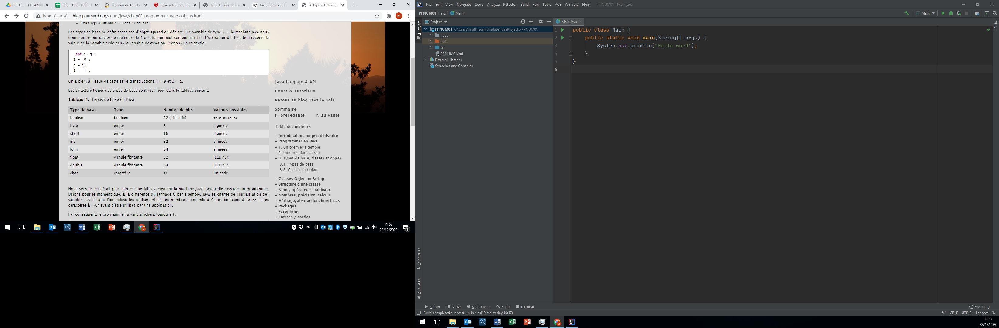 2020 - 18_PLANN
12a - DEC 2020 -
Tableau de bord
Java retour à la lig
Java: les opérateu
Java (technique) —
3. Types de base,
Non sécurisé
blog.paumard.org/cours/java/chap02-programmer-types-objets.html
M
deux types flottants : float et double.
Les types de base ne définissent pas d'objet. Quand on déclare une variable de type int, la machine Java nous
donne en retour une zone mémoire de 4 octets, qui peut contenir un int. L'opérateur d'affectation recopie la
valeur de la variable cible dans la variable destination. Prenons un exemple :
int i, j ;
i = 0 ;
j = i ;
i = 1 ;
On a bien, à l'issue de cette série d'instructions j = 0 et i = 1.
Les caractéristiques des types de base sont résumées dans le tableau suivant.
Tableau 1. Types de base en Java
Type de base Type Nombre de bits Valeurs possibles
boolean booléen 32 (effectifs) true et false
byte entier 8 signées
short entier 16 signées
int entier 32 signées
long entier 64 signées
float virgule flottante 32 IEEE 754
double virgule flottante 64 IEEE 754
char caractère 16 Unicode
Nous verrons en détail plus loin ce que fait exactement la machine Java lorsqu'elle exécute un programme.
Disons pour le moment que, à la différence du langage C par exemple, Java se charge de l'initialisation des
variables avant que l'on puisse les utiliser. Ainsi, les nombres sont mis à 0, les booléens à false et les
caractères à '\0' avant d'être utilisés par une application.
Par conséquent, le programme suivant affichera toujours 1.
Java langage & API
Cours & Tutoriaux
Retour au blog Java le soir
Sommaire
P. précédente P. suivante
Table des matières
+ Introduction : un peu d'histoire
+ Programmer en Java
+ 1. Un premier exemple
+ 2. Une première classe
+ 3. Types de base, classes et objets
3.1. Types de base
3.2. Classes et objets
+ Classes Object et String
+ Structure d'une classe
+ Noms, opérateurs, tableaux
+ Nombres, précision, calculs
+ Héritage, abstraction, interfaces
+ Packages
+ Exceptions
+ Entrées / sorties
11:57
22/12/2020
1
File Edit View Navigate Code Analyze Refactor Build Run Tools VCS Window Help PPNUM01 - Main.java
PPNUM01 src Main
Main
Project
Main.java
1: Project
PPNUM01 C:\Users\mathieumithridate\IdeaProjects\PPNUM01
.idea
out
src
PPNUM01.iml
External Libraries
Scratches and Consoles
1 public class Main {
2 public static void main(String[] args) {
3 System.out.println("Hello word");
4 }
5 }
6
Ant
7: Structure
2: Favorites
4: Run TODO 6: Problems Build Terminal
Event Log
Build completed successfully in 4 s 619 ms (today 10:47)
6:1 CRLF UTF-8 4 spaces
11:57
22/12/2020